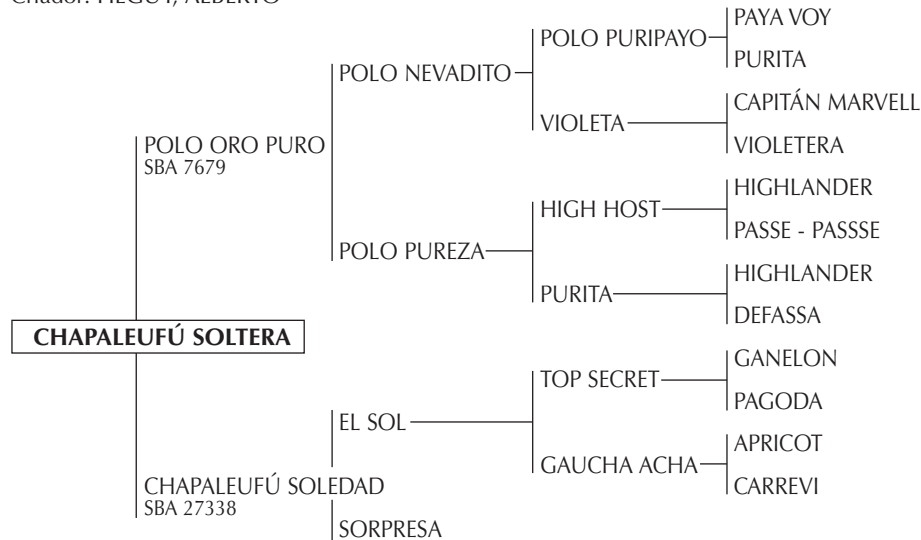 PAYA VOY
POLO PURIPAYO
PURITA
POLO NEVADITO
CAPITÁN MARVELL
VIOLETA
VIOLETERA
POLO ORO PURO
SBA 7679
HIGHLANDER
HIGH HOST
PASSE - PASSSE
POLO PUREZA
HIGHLANDER
PURITA
DEFASSA
CHAPALEUFÚ SOLTERA
GANELON
TOP SECRET
PAGODA
EL SOL
APRICOT
GAUCHA ACHA
CARREVI
CHAPALEUFÚ SOLEDAD
SBA 27338
SORPRESA